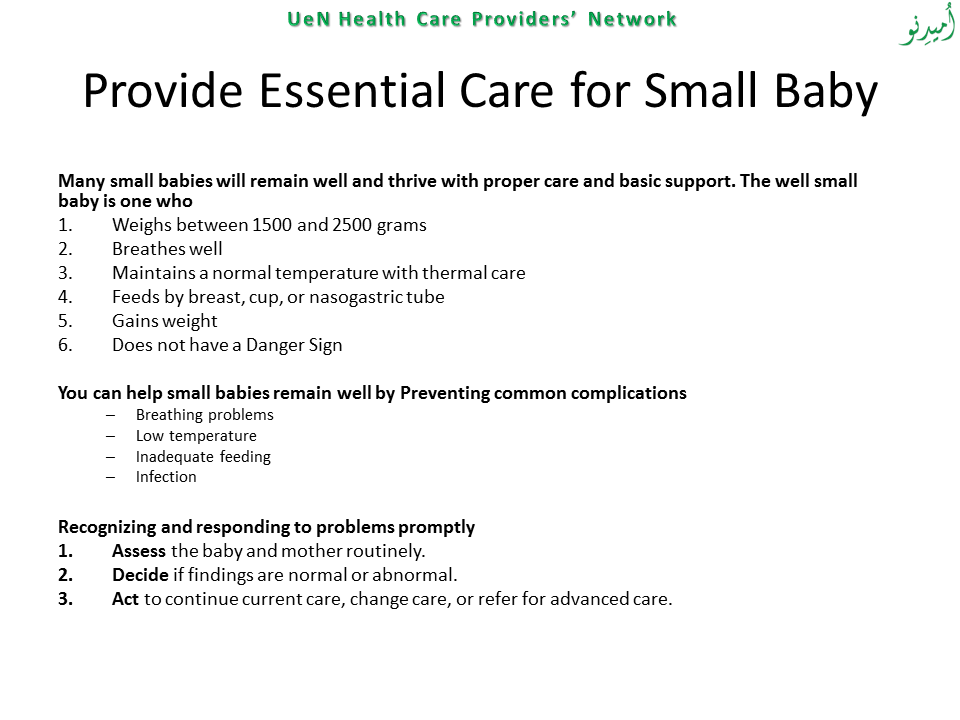 UeN Health Care Providers’ Network
اُمیدِنو
Provide Essential Care for Small Baby
Many small babies will remain well and thrive with proper care and basic support. The well small
baby is one who
1. Weighs between 1500 and 2500 grams
2. Breathes well
3. Maintains a normal temperature with thermal care
4. Feeds by breast, cup, or nasogastric tube
5. Gains weight
6. Does not have a Danger Sign
You can help small babies remain well by Preventing common complications
– Breathing problems
– Low temperature
– Inadequate feeding
– Infection
Recognizing and responding to problems promptly
1. Assess the baby and mother routinely.
2. Decide if findings are normal or abnormal.
3. Act to continue current care, change care, or refer for advanced care.